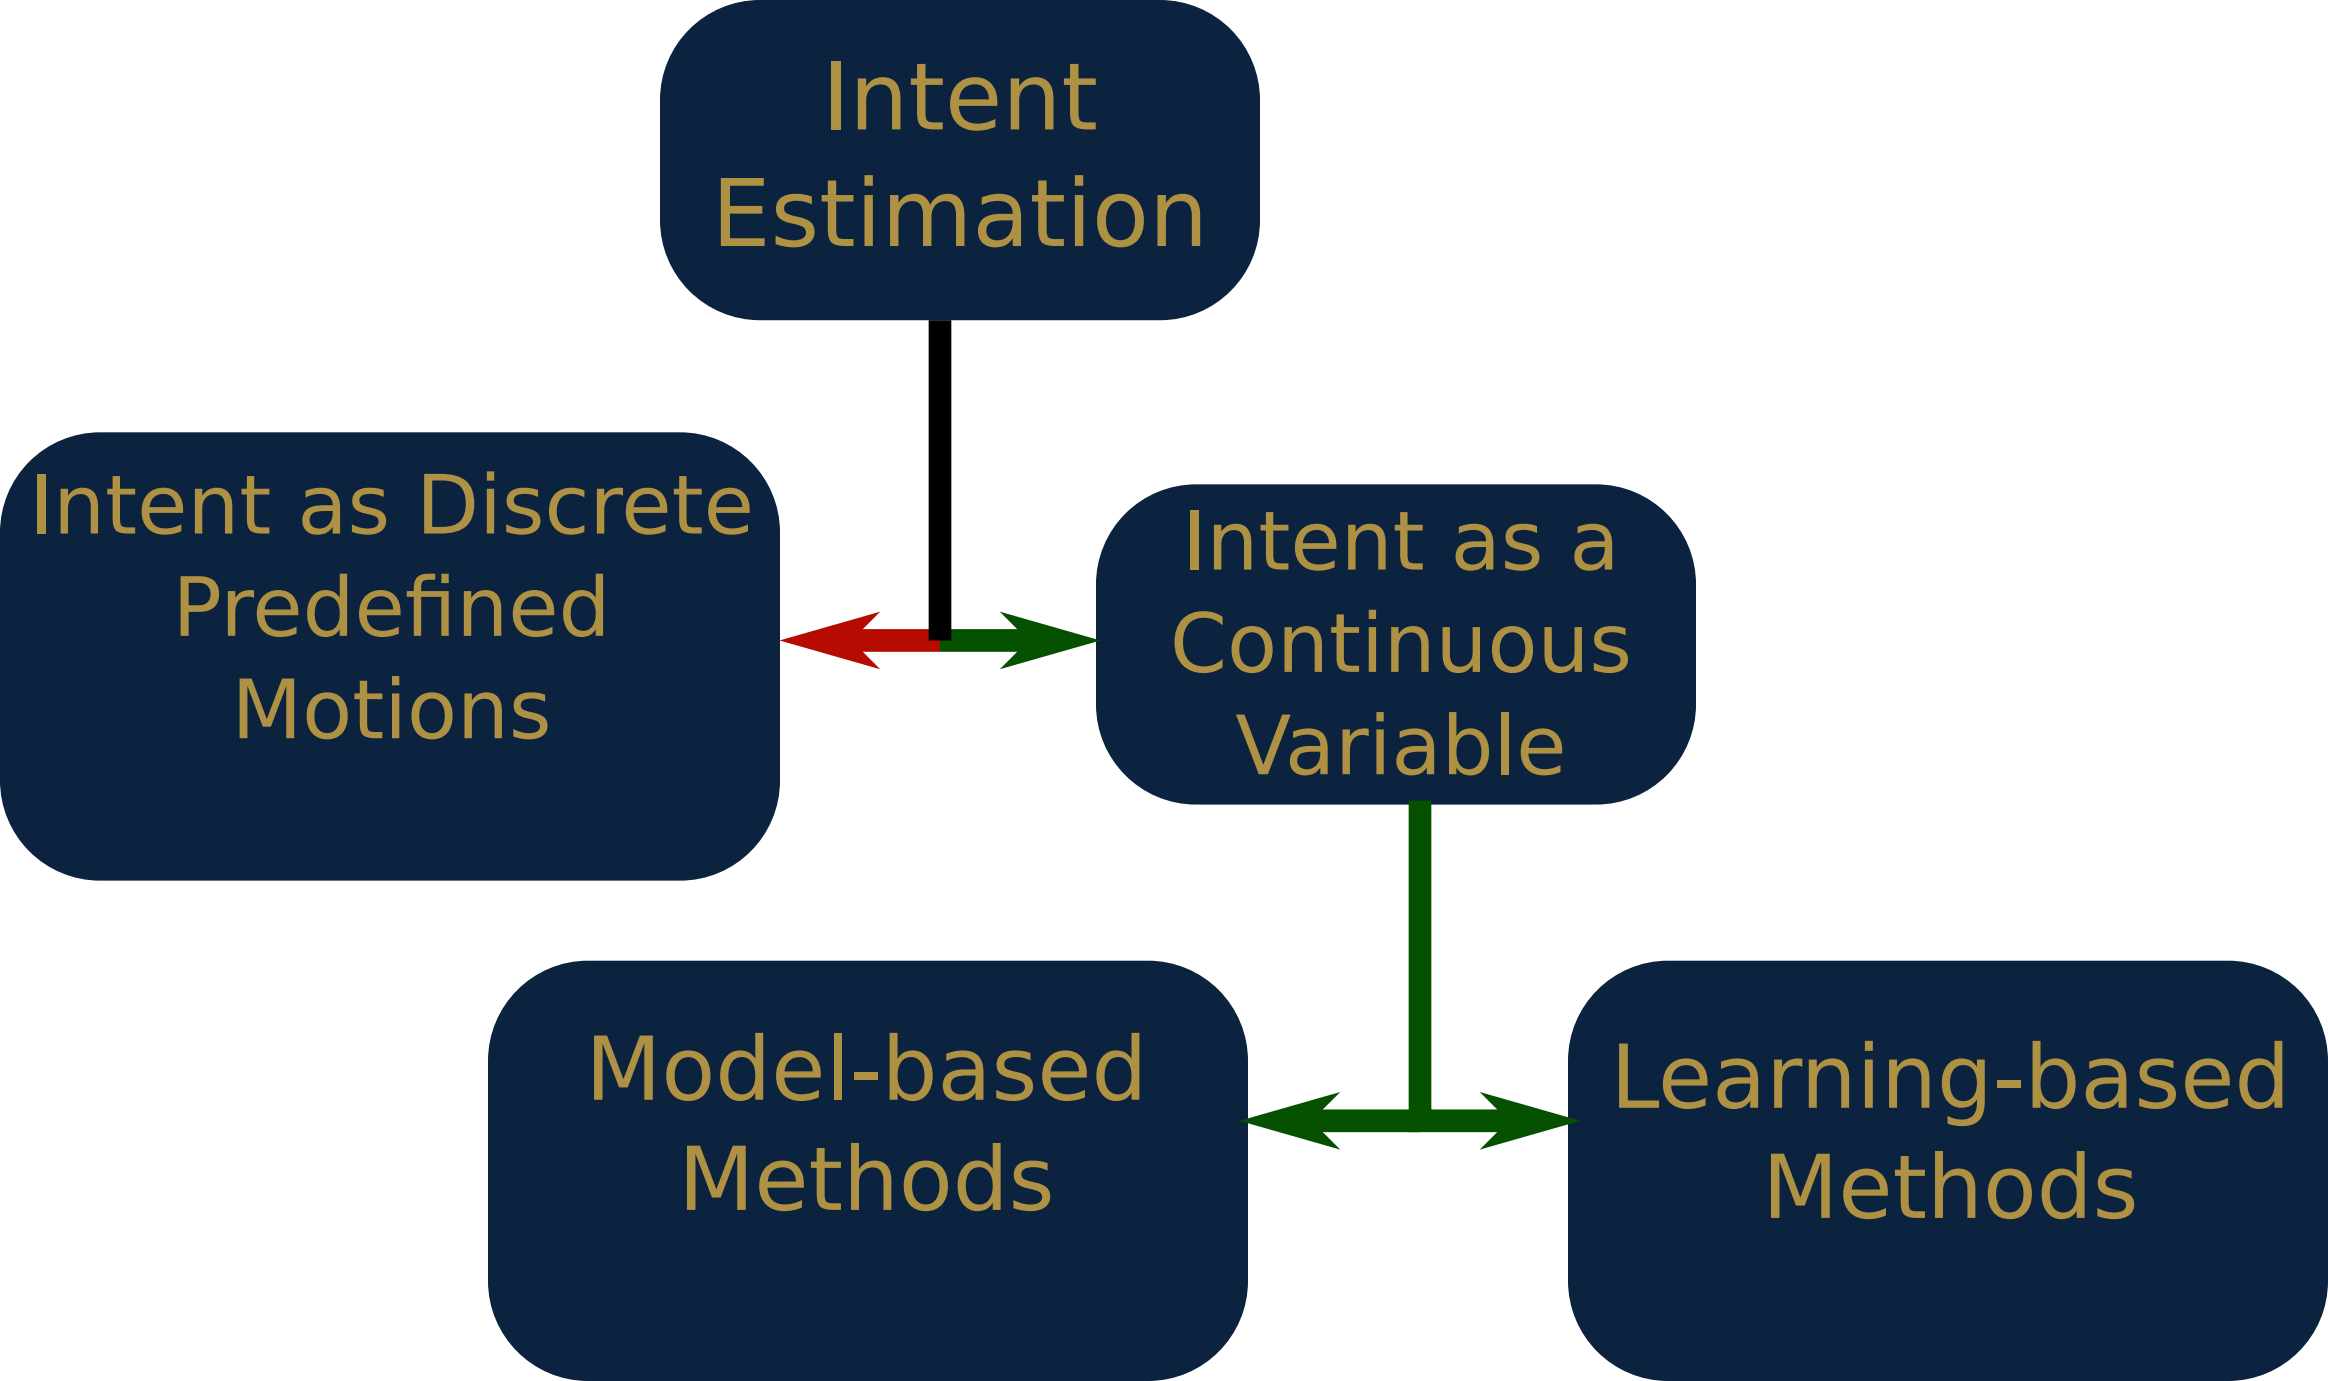 Intent
Estimation
Intent as Discrete
Predefined
Motions
Intent as a
Continuous
Variable
Model-based
Methods
Learning-based
Methods